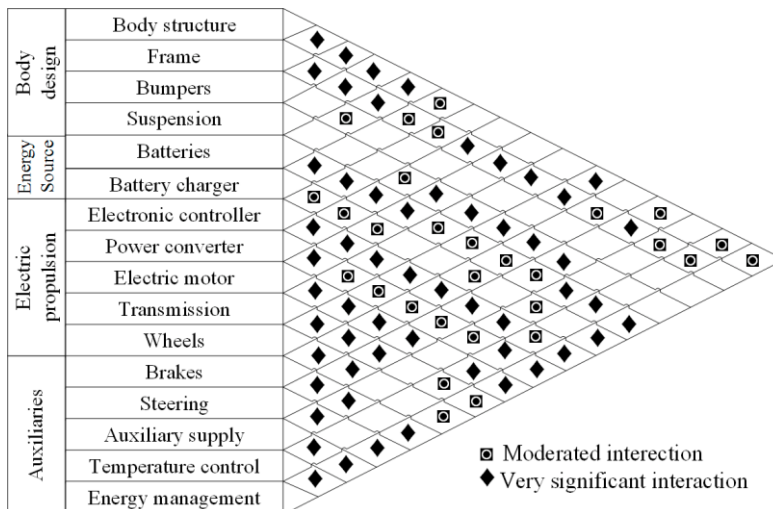 Body design
Body structure
Frame
Bumpers
Suspension
Energy Source
Batteries
Battery charger
Electric propulsion
Electronic controller
Power converter
Electric motor
Transmission
Wheels
Auxiliaries
Brakes
Steering
Auxiliary supply
Temperature control
Energy management
Moderated interection
Very significant interaction